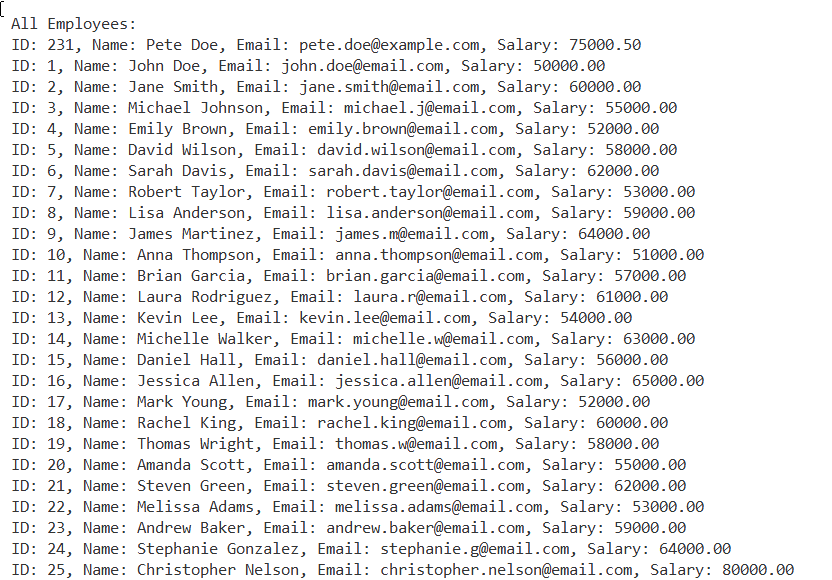 All Employees:
ID: 231, Name: Pete Doe, Email: pete.doe@example.com, Salary: 75000.50
ID: 1, Name: John Doe, Email: john.doe@email.com, Salary: 50000.00
ID: 2, Name: Jane Smith, Email: jane.smith@email.com, Salary: 60000.00
ID: 3, Name: Michael Johnson, Email: michael.j@email.com, Salary: 55000.00
ID: 4, Name: Emily Brown, Email: emily.brown@email.com, Salary: 52000.00
ID: 5, Name: David Wilson, Email: david.wilson@email.com, Salary: 58000.00
ID: 6, Name: Sarah Davis, Email: sarah.davis@email.com, Salary: 62000.00
ID: 7, Name: Robert Taylor, Email: robert.taylor@email.com, Salary: 53000.00
ID: 8, Name: Lisa Anderson, Email: lisa.anderson@email.com, Salary: 59000.00
ID: 9, Name: James Martinez, Email: james.m@email.com, Salary: 64000.00
ID: 10, Name: Anna Thompson, Email: anna.thompson@email.com, Salary: 51000.00
ID: 11, Name: Brian Garcia, Email: brian.garcia@email.com, Salary: 57000.00
ID: 12, Name: Laura Rodriguez, Email: laura.r@email.com, Salary: 61000.00
ID: 13, Name: Kevin Lee, Email: kevin.lee@email.com, Salary: 54000.00
ID: 14, Name: Michelle Walker, Email: michelle.w@email.com, Salary: 63000.00
ID: 15, Name: Daniel Hall, Email: daniel.hall@email.com, Salary: 56000.00
ID: 16, Name: Jessica Allen, Email: jessica.allen@email.com, Salary: 65000.00
ID: 17, Name: Mark Young, Email: mark.young@email.com, Salary: 52000.00
ID: 18, Name: Rachel King, Email: rachel.king@email.com, Salary: 60000.00
ID: 19, Name: Thomas Wright, Email: thomas.w@email.com, Salary: 58000.00
ID: 20, Name: Amanda Scott, Email: amanda.scott@email.com, Salary: 55000.00
ID: 21, Name: Steven Green, Email: steven.green@email.com, Salary: 62000.00
ID: 22, Name: Melissa Adams, Email: melissa.adams@email.com, Salary: 53000.00
ID: 23, Name: Andrew Baker, Email: andrew.baker@email.com, Salary: 59000.00
ID: 24, Name: Stephanie Gonzalez, Email: stephanie.g@email.com, Salary: 64000.00
ID: 25, Name: Christopher Nelson, Email: christopher.nelson@email.com, Salary: 80000.00